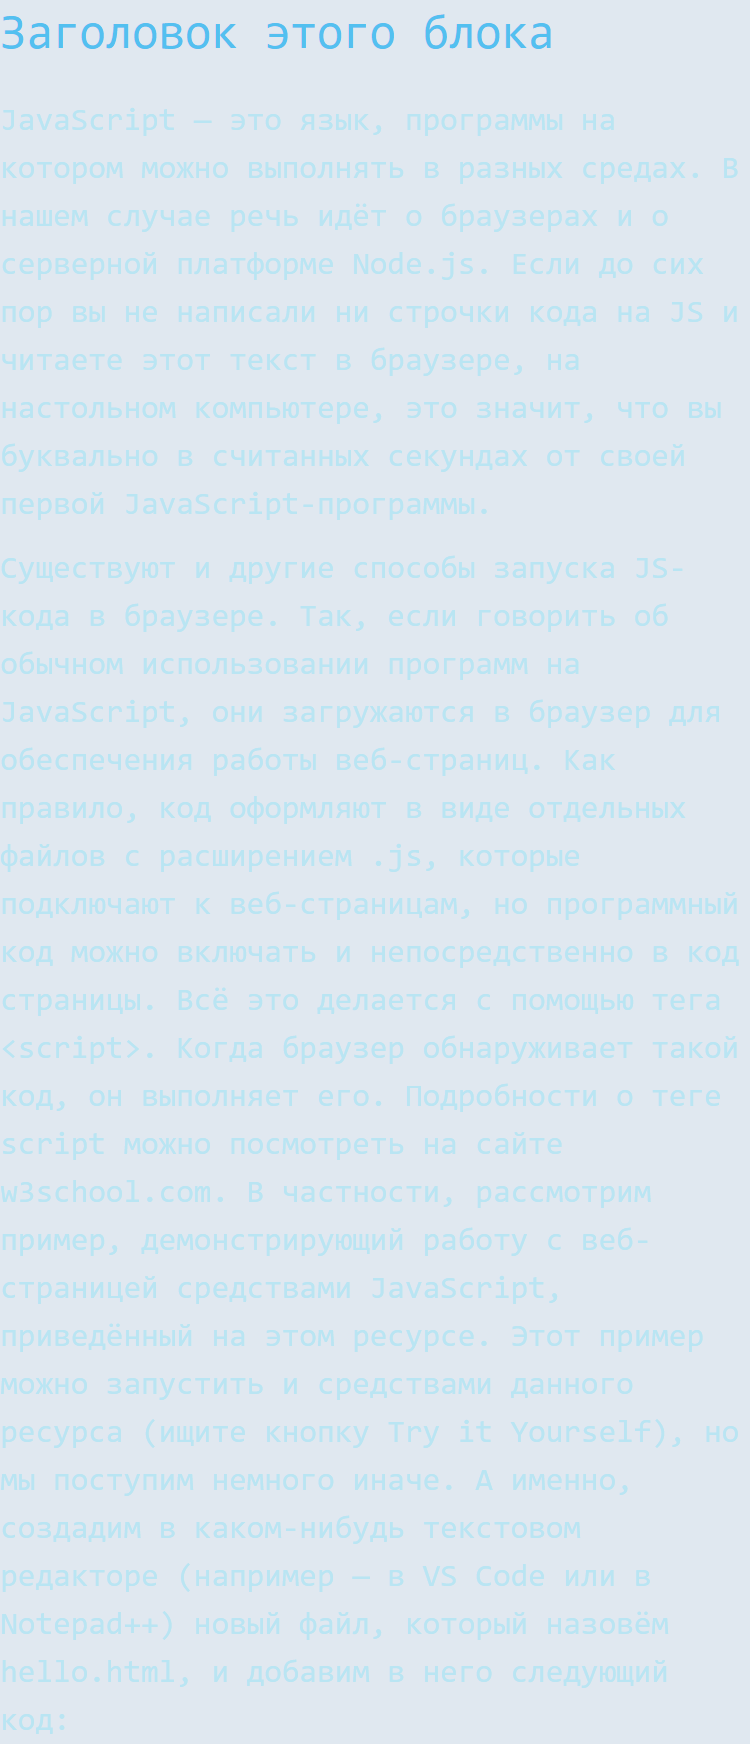 Заголовок этого блока
JavaScript — это язык, программы на
котором можно выполнять в разных средах. В
нашем случае речь идёт о браузерах и о
серверной платформе Node.js. Если до сих
пор вы не написали ни строчки кода на JS и
читаете этот текст в браузере, на
настольном компьютере, это значит, что вы
буквально в считанных секундах от своей
первой JavaScript-программы.
Существуют и другие способы запуска JS-
кода в браузере. Так, если говорить об
обычном использовании программ на
JavaScript, они загружаются в браузер для
обеспечения работы веб-страниц. Как
правило, код оформляют в виде отдельных
файлов с расширением .js, которые
подключают к веб-страницам, но программный
код можно включать и непосредственно в код
страницы. Всё это делается с помощью тега
<script>. Когда браузер обнаруживает такой
код, он выполняет его. Подробности о теге
script можно посмотреть на сайте
w3school.com. В частности, рассмотрим
пример, демонстрирующий работу с веб-
страницей средствами JavaScript,
приведённый на этом ресурсе. Этот пример
можно запустить и средствами данного
ресурса (ищите кнопку Try it Yourself), но
мы поступим немного иначе. А именно,
создадим в каком-нибудь текстовом
редакторе (например — в VS Code или в
Notepad++) новый файл, который назовём
hello.html, и добавим в него следующий
код: